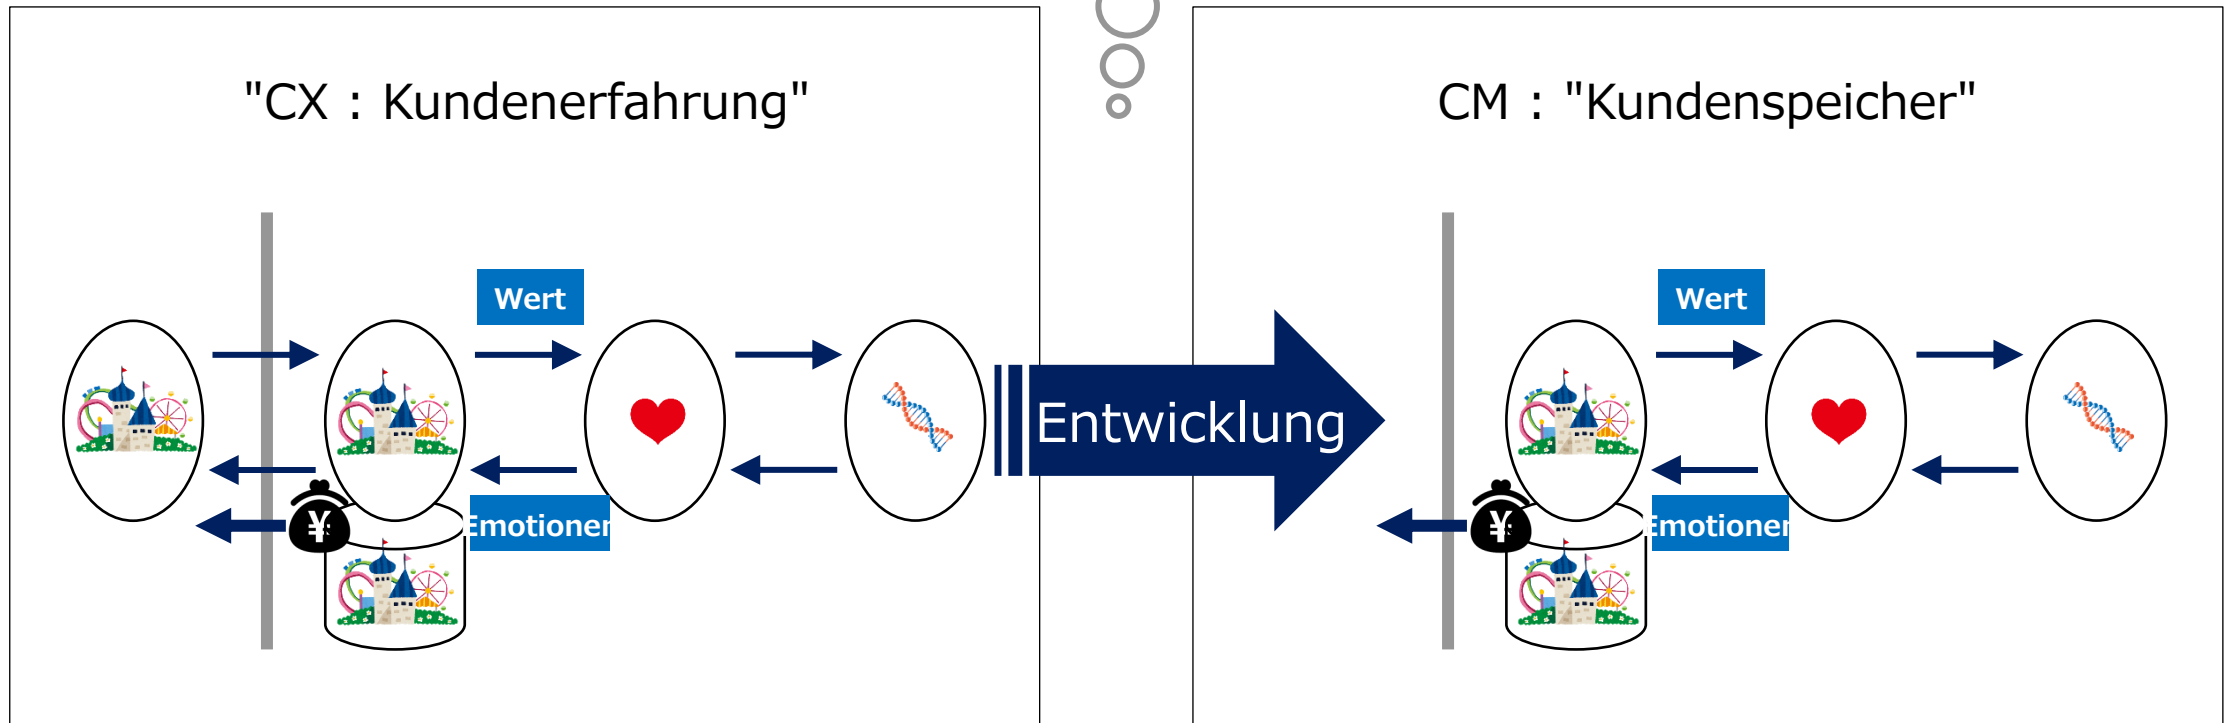 "CX : Kundenerfahrung"
CM : "Kundenspeicher"
Wert
Wert
Entwicklung
Emotionen
Emotionen
¥
¥